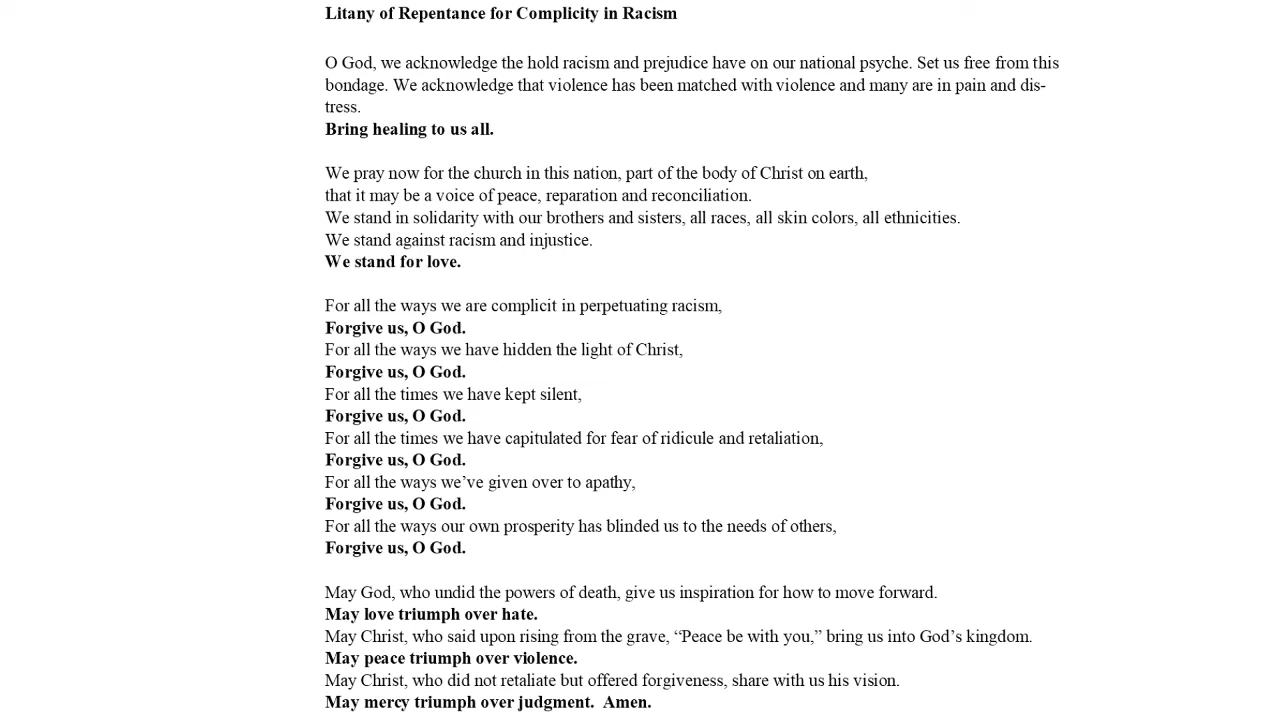 Litany of Repentance for Complicity in Racism
O God, we acknowledge the hold racism and prejudice have on our national psyche. Set us free from this
bondage. We acknowledge that violence has been matched with violence and many are in pain and dis-
tress.
Bring healing to us all.
We pray now for the church in this nation, part of the body of Christ on earth,
that it may be a voice of peace, reparation and reconciliation.
We stand in solidarity with our brothers and sisters, all races, all skin colors, all ethnicities.
We stand against racism and injustice.
We stand for love.
For all the ways we are complicit in perpetuating racism,
Forgive us, O God.
For all the ways we have hidden the light of Christ,
Forgive us, O God.
For all the times we have kept silent,
Forgive us, O God.
For all the times we have capitulated for fear of ridicule and retaliation,
Forgive us, O God.
For all the ways we’ve given over to apathy,
Forgive us, O God.
For all the ways our own prosperity has blinded us to the needs of others,
Forgive us, O God.
May God, who undid the powers of death, give us inspiration for how to move forward.
May love triumph over hate.
May Christ, who said upon rising from the grave, “Peace be with you,” bring us into God’s kingdom.
May peace triumph over violence.
May Christ, who did not retaliate but offered forgiveness, share with us his vision.
May mercy triumph over judgment.  Amen.